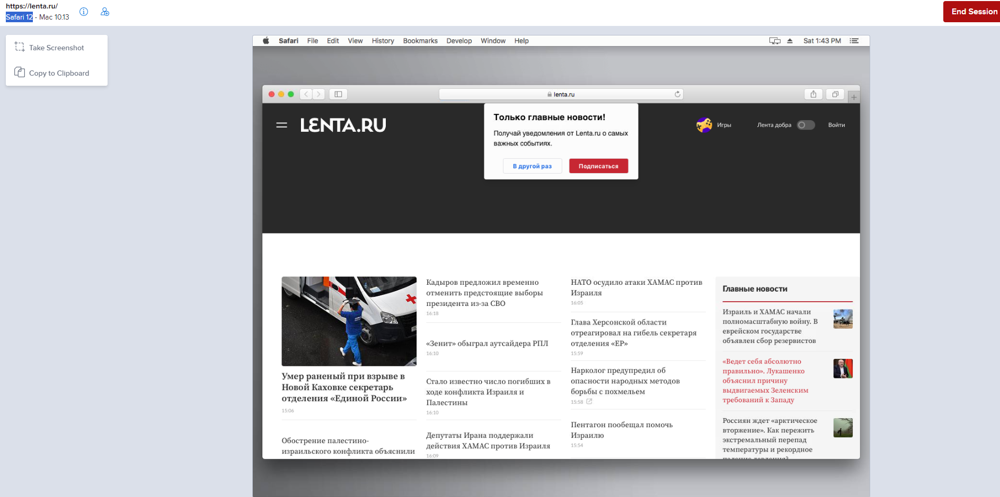 https://lenta.ru/
Safari 12 - Mac 10.13
End Session
Take Screenshot
Copy to Clipboard
Safari File Edit View History Bookmarks Develop Window Help
Sat 1:43 PM
lenta.ru
LENTA.RU
Только главные новости!
Получай уведомления от Lenta.ru о самых
важных событиях.
В другой раз
Подписаться
Игры
Лента добра
Войти
Умер раненый при взрыве в
Новой Каховке секретарь
отделения «Единой России»
15:06
Обострение палестино-
израильского конфликта объяснили
Кадыров предложил временно
отменить предстоящие выборы
президента из-за СВО
16:18
«Зенит» обыграл аутсайдера РПЛ
16:10
Стало известно число погибших в
ходе конфликта Израиля и
Палестины
16:10
Депутаты Ирана поддержали
действия ХАМАС против Израиля
16:09
НАТО осудило атаки ХАМАС против
Израиля
16:05
Глава Херсонской области
отреагировал на гибель секретаря
отделения «ЕР»
15:59
Нарколог предупредил об
опасности народных методов
борьбы с похмельем
15:58
Пентагон пообещал помочь
Израилю
15:54
Главные новости
Израиль и ХАМАС начали
полномасштабную войну. В
еврейском государстве
объявлен сбор резервистов
«Ведет себя абсолютно
правильно». Лукашенко
объяснил причину
выдвигаемых Зеленским
требований к Западу
Россиян ждет «арктическое
вторжение». Как пережить
экстремальный перепад
температуры и рекордное
падение давления?